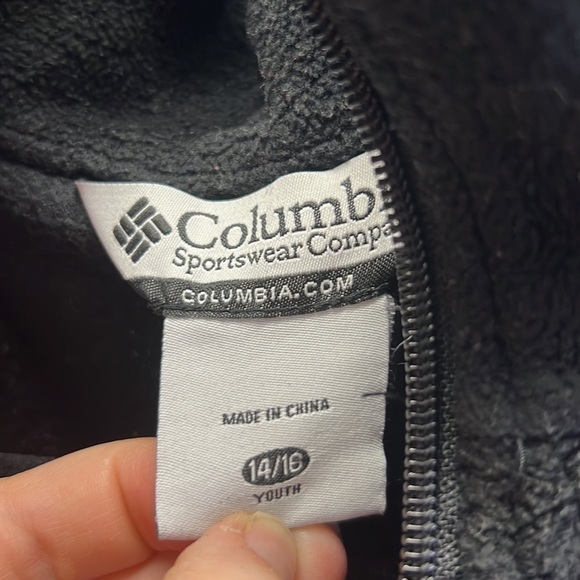 Columb
Sportswear Compa
COLUMBIA.COM
MADE IN CHINA
14/16
YOUTH